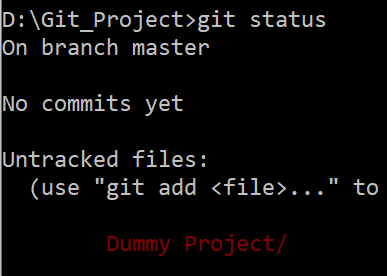 D:\Git_Project>git status
On branch master
No commits yet
Untracked files:
(use "git add <file>..." to
Dummy Project/